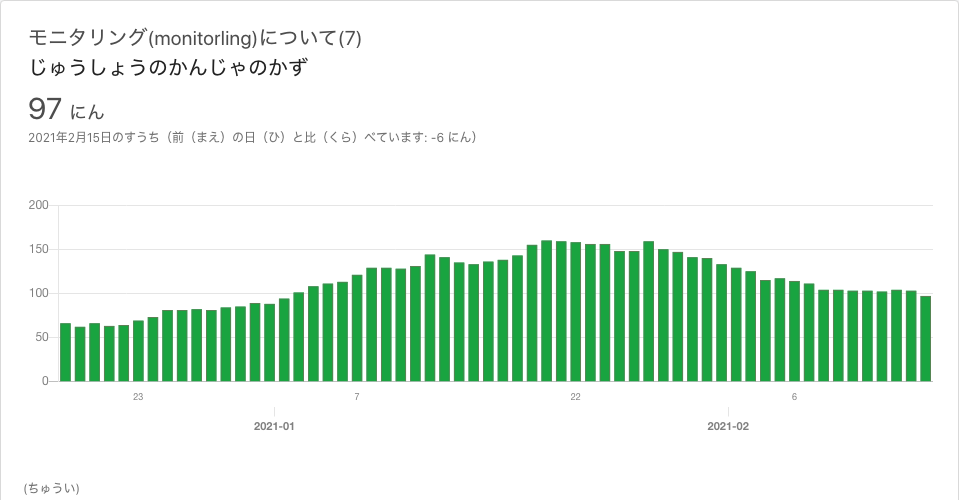 モニタリング(monitorling)について(7)
じゅうしょうのかんじゃのかず
97 にん
2021年2月15日のすうち（前（まえ）の日（ひ）と比（くら）べています: -6 にん）
200
150
100
50
0
23 7 22 6
2021-01 2021-02
(ちゅうい)